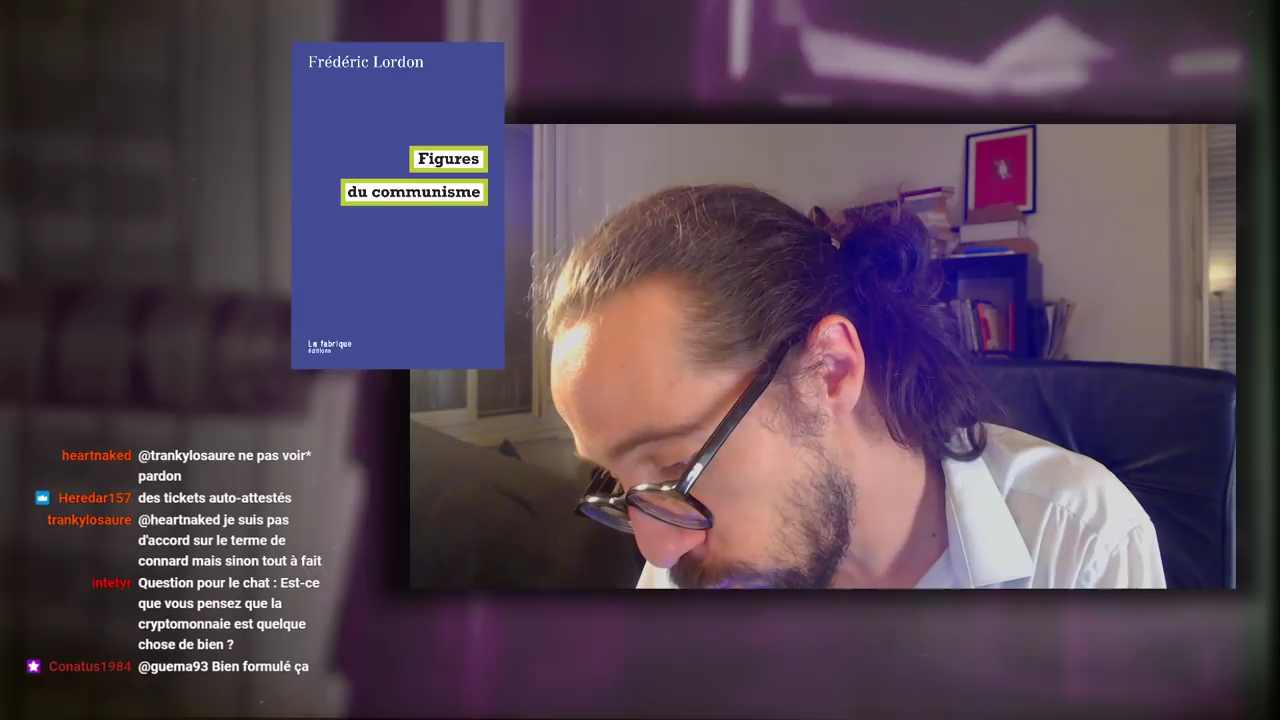 Frédéric Lordon
Figures
du communisme
La fabrique
éditions
heartnaked @trankylosaure ne pas voir*
pardon
Heredar157 des tickets auto-attestés
trankylosaure @heartnaked je suis pas
d'accord sur le terme de
connard mais sinon tout à fait
intetyr Question pour le chat : Est-ce
que vous pensez que la
cryptomonnaie est quelque
chose de bien ?
Conatus1984 @guema93 Bien formulé ça